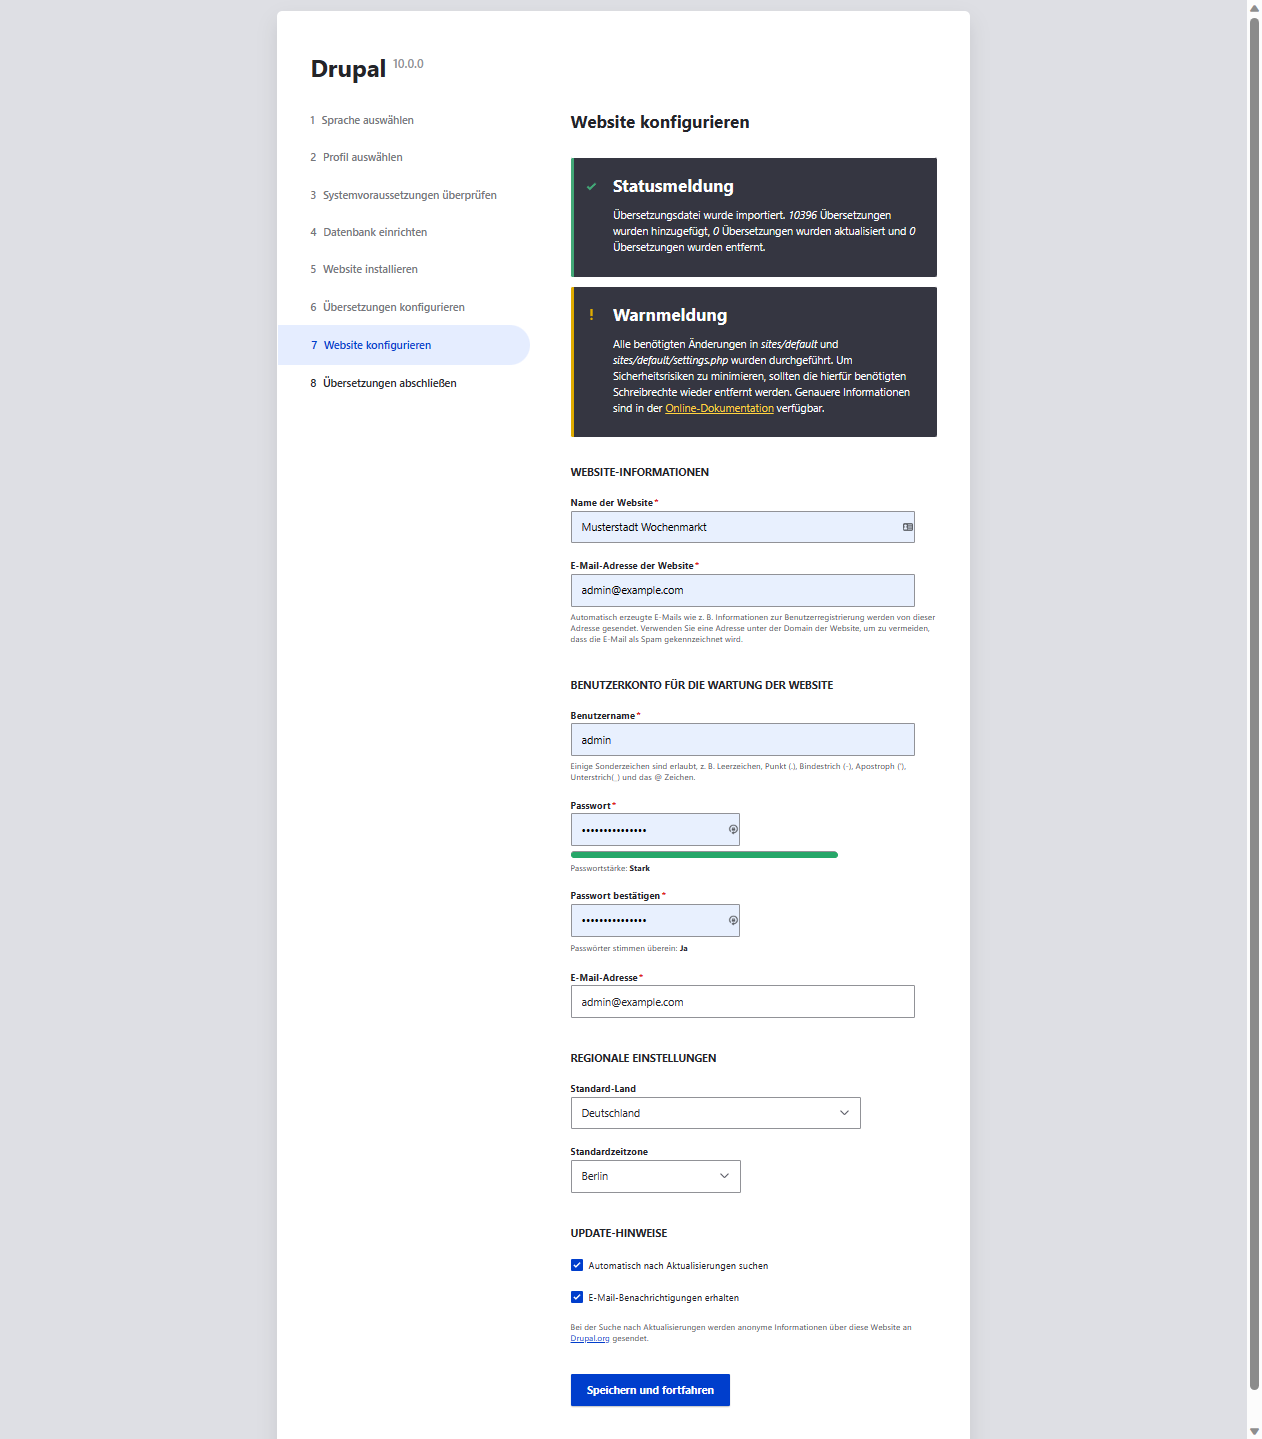 Drupal 10.0.0
1 Sprache auswählen
2 Profil auswählen
3 Systemvoraussetzungen überprüfen
4 Datenbank einrichten
5 Website installieren
6 Übersetzungen konfigurieren
7 Website konfigurieren
8 Übersetzungen abschließen
Website konfigurieren
Statusmeldung
Übersetzungsdatei wurde importiert. 10396 Übersetzungen
wurden hinzugefügt, 0 Übersetzungen wurden aktualisiert und 0
Übersetzungen wurden entfernt.
Warnmeldung
Alle benötigten Änderungen in sites/default und
sites/default/settings.php wurden durchgeführt. Um
Sicherheitsrisiken zu minimieren, sollten die hierfür benötigten
Schreibrechte wieder entfernt werden. Genauere Informationen
sind in der Online-Dokumentation verfügbar.
WEBSITE-INFORMATIONEN
Name der Website*
Musterstadt Wochenmarkt
E-Mail-Adresse der Website*
admin@example.com
Automatisch erzeugte E-Mails wie z. B. Informationen zur Benutzerregistrierung werden von dieser
Adresse gesendet. Verwenden Sie eine Adresse unter der Domain der Website, um zu vermeiden,
dass die E-Mail als Spam gekennzeichnet wird.
BENUTZERKONTO FÜR DIE WARTUNG DER WEBSITE
Benutzername*
admin
Einige Sonderzeichen sind erlaubt, z. B. Leerzeichen, Punkt (.), Bindestrich (-), Apostroph ('),
Unterstrich(_) und das @ Zeichen.
Passwort*
•••••••••••••••
Passwortstärke: Stark
Passwort bestätigen*
•••••••••••••••
Passwörter stimmen überein: Ja
E-Mail-Adresse*
admin@example.com
REGIONALE EINSTELLUNGEN
Standard-Land
Deutschland
Standardzeitzone
Berlin
UPDATE-HINWEISE
Automatisch nach Aktualisierungen suchen
E-Mail-Benachrichtigungen erhalten
Bei der Suche nach Aktualisierungen werden anonyme Informationen über diese Website an
Drupal.org gesendet.
Speichern und fortfahren